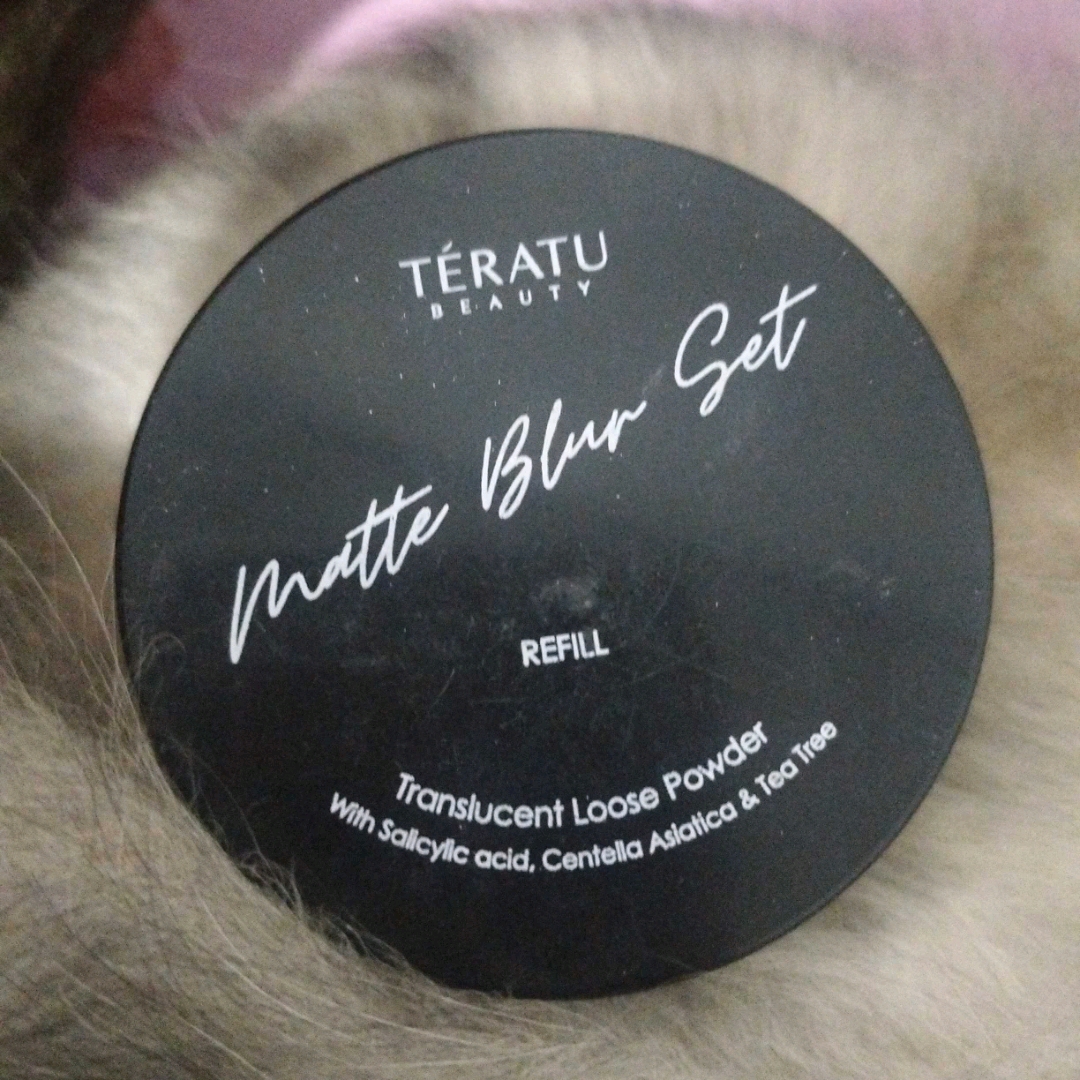 TÉRATU
BEAUTY
Matte Blur Set
REFILL
Translucent Loose Powder
With Salicylic acid, Centella Asiatica & Tea Tree